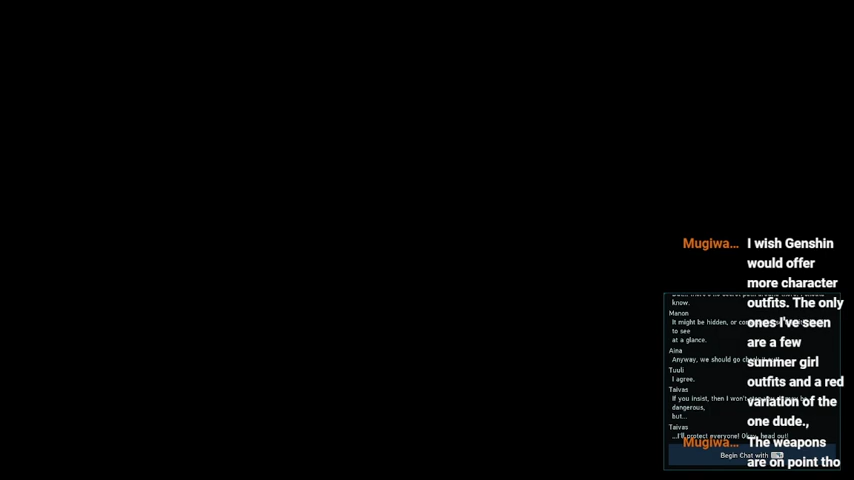 Mugiwa... I wish Genshin
would offer
more character
outfits. The only
ones I've seen
are a few
summer girl
outfits and a red
variation of the
one dude.,
Mugiwa... The weapons
are on point tho
know.
Manon
It might be hidden, or
to see
at a glance.
Aina
Anyway, we should go
Tuuli
I agree.
Taivas
If you insist, then I won't
dangerous,
but...
Taivas
...I'll protect everyone! Okay, head out!
Begin Chat with